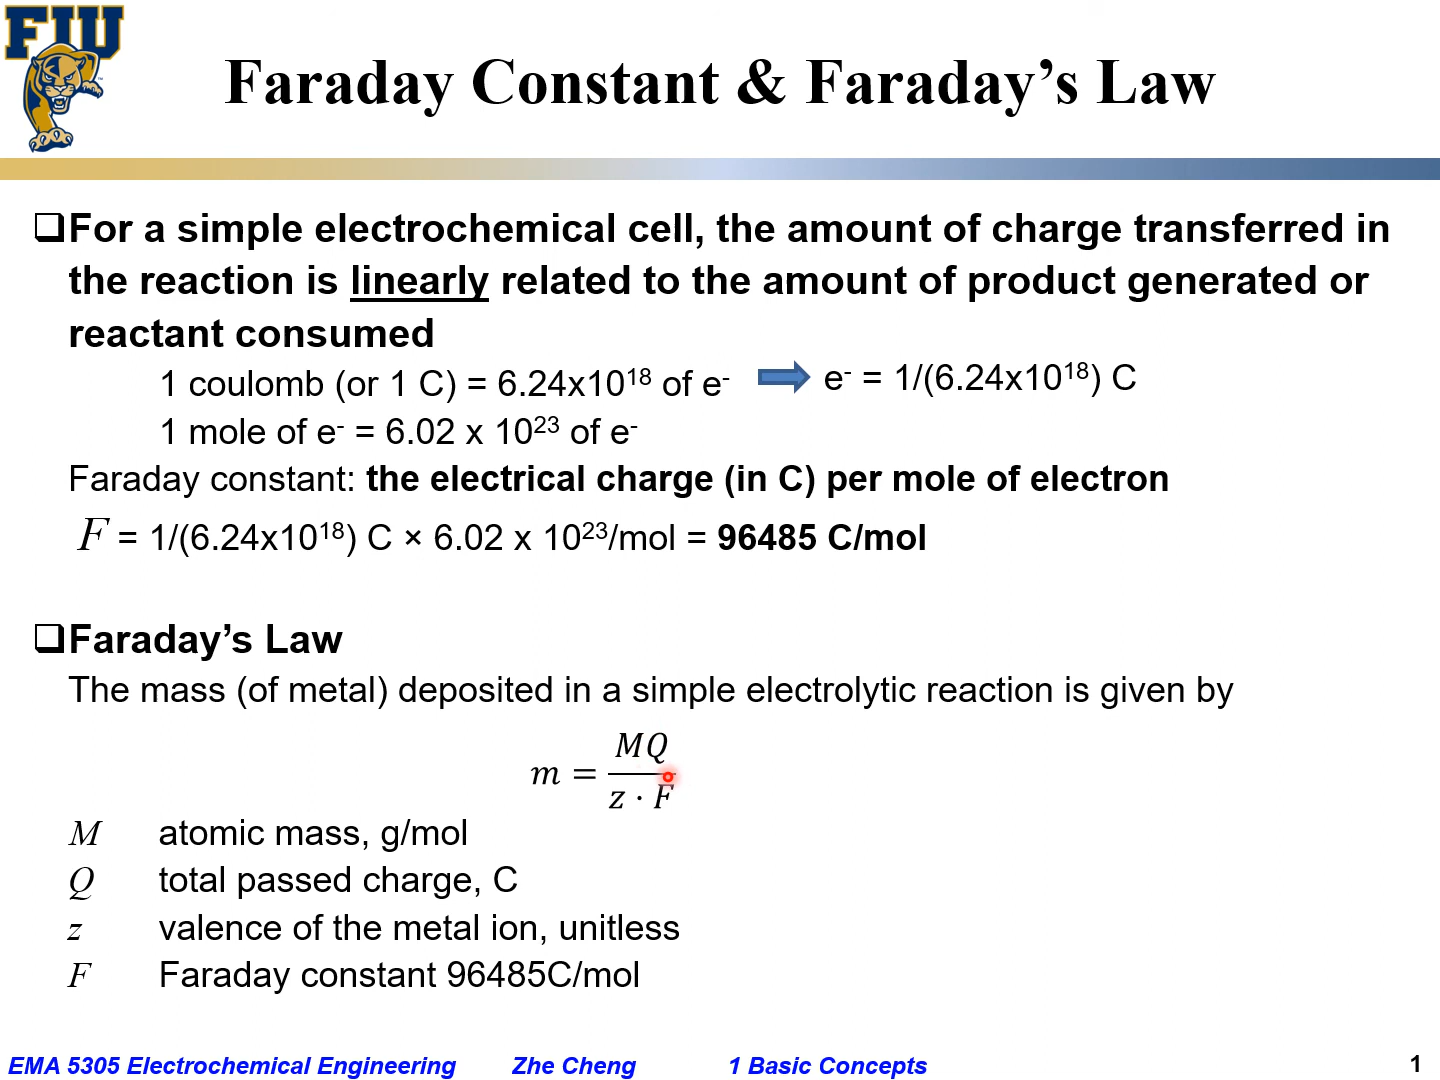 FIU
Faraday Constant & Faraday’s Law
❑For a simple electrochemical cell, the amount of charge transferred in
the reaction is linearly related to the amount of product generated or
reactant consumed
1 coulomb (or 1 C) = 6.24x10¹⁸ of e⁻ e⁻ = 1/(6.24x10¹⁸) C
1 mole of e⁻ = 6.02 x 10²³ of e⁻
Faraday constant: the electrical charge (in C) per mole of electron
F = 1/(6.24x10¹⁸) C × 6.02 x 10²³/mol = 96485 C/mol
❑Faraday’s Law
The mass (of metal) deposited in a simple electrolytic reaction is given by
m = MQ / z · F
M atomic mass, g/mol
Q total passed charge, C
z valence of the metal ion, unitless
F Faraday constant 96485C/mol
EMA 5305 Electrochemical Engineering Zhe Cheng 1 Basic Concepts 1